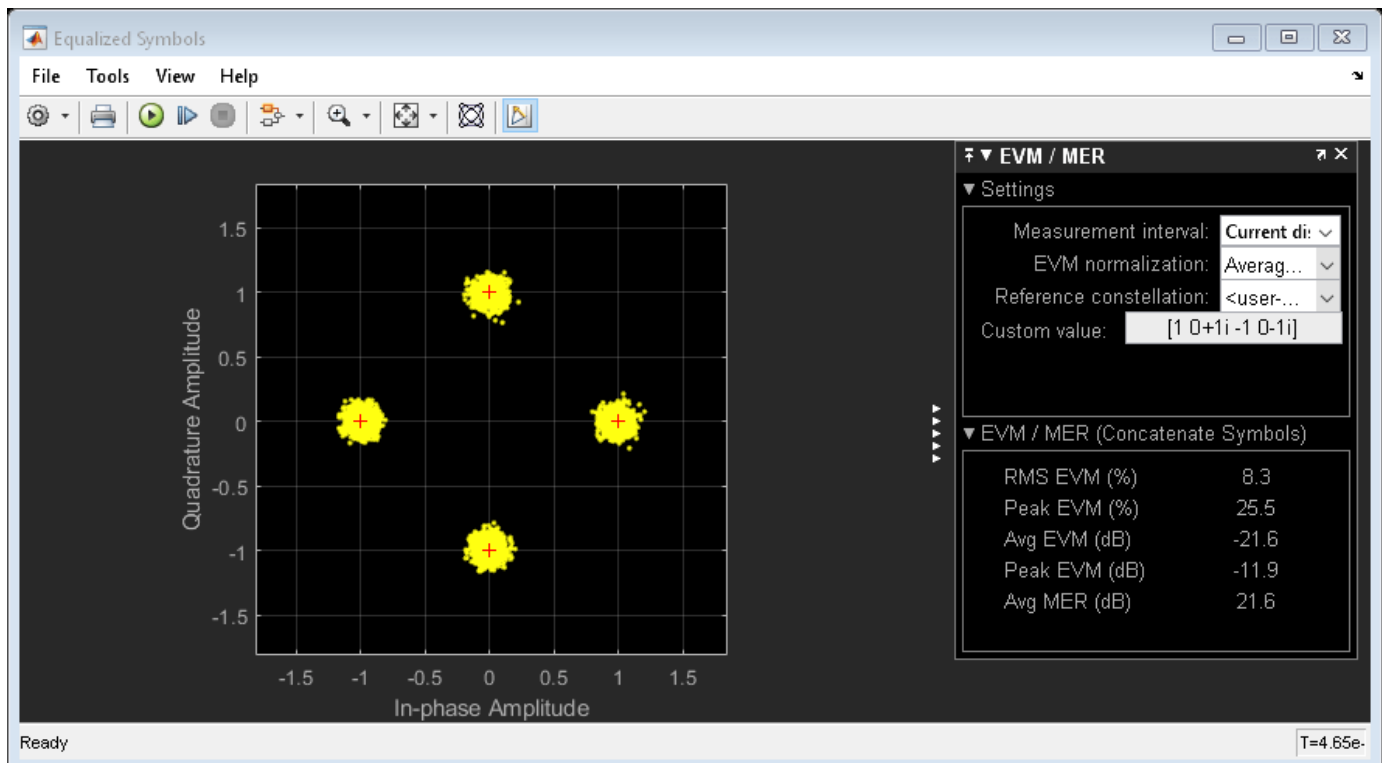 Equalized Symbols
File Tools View Help
EVM / MER
Settings
Measurement interval: Current di
EVM normalization: Averag...
Reference constellation: <user-...
Custom value: [1 0+1i -1 0-1i]
EVM / MER (Concatenate Symbols)
RMS EVM (%) 8.3
Peak EVM (%) 25.5
Avg EVM (dB) -21.6
Peak EVM (dB) -11.9
Avg MER (dB) 21.6
Quadrature Amplitude
1.5
1
0.5
0
-0.5
-1
-1.5
-1.5 -1 -0.5 0 0.5 1 1.5
In-phase Amplitude
Ready
T=4.65e-